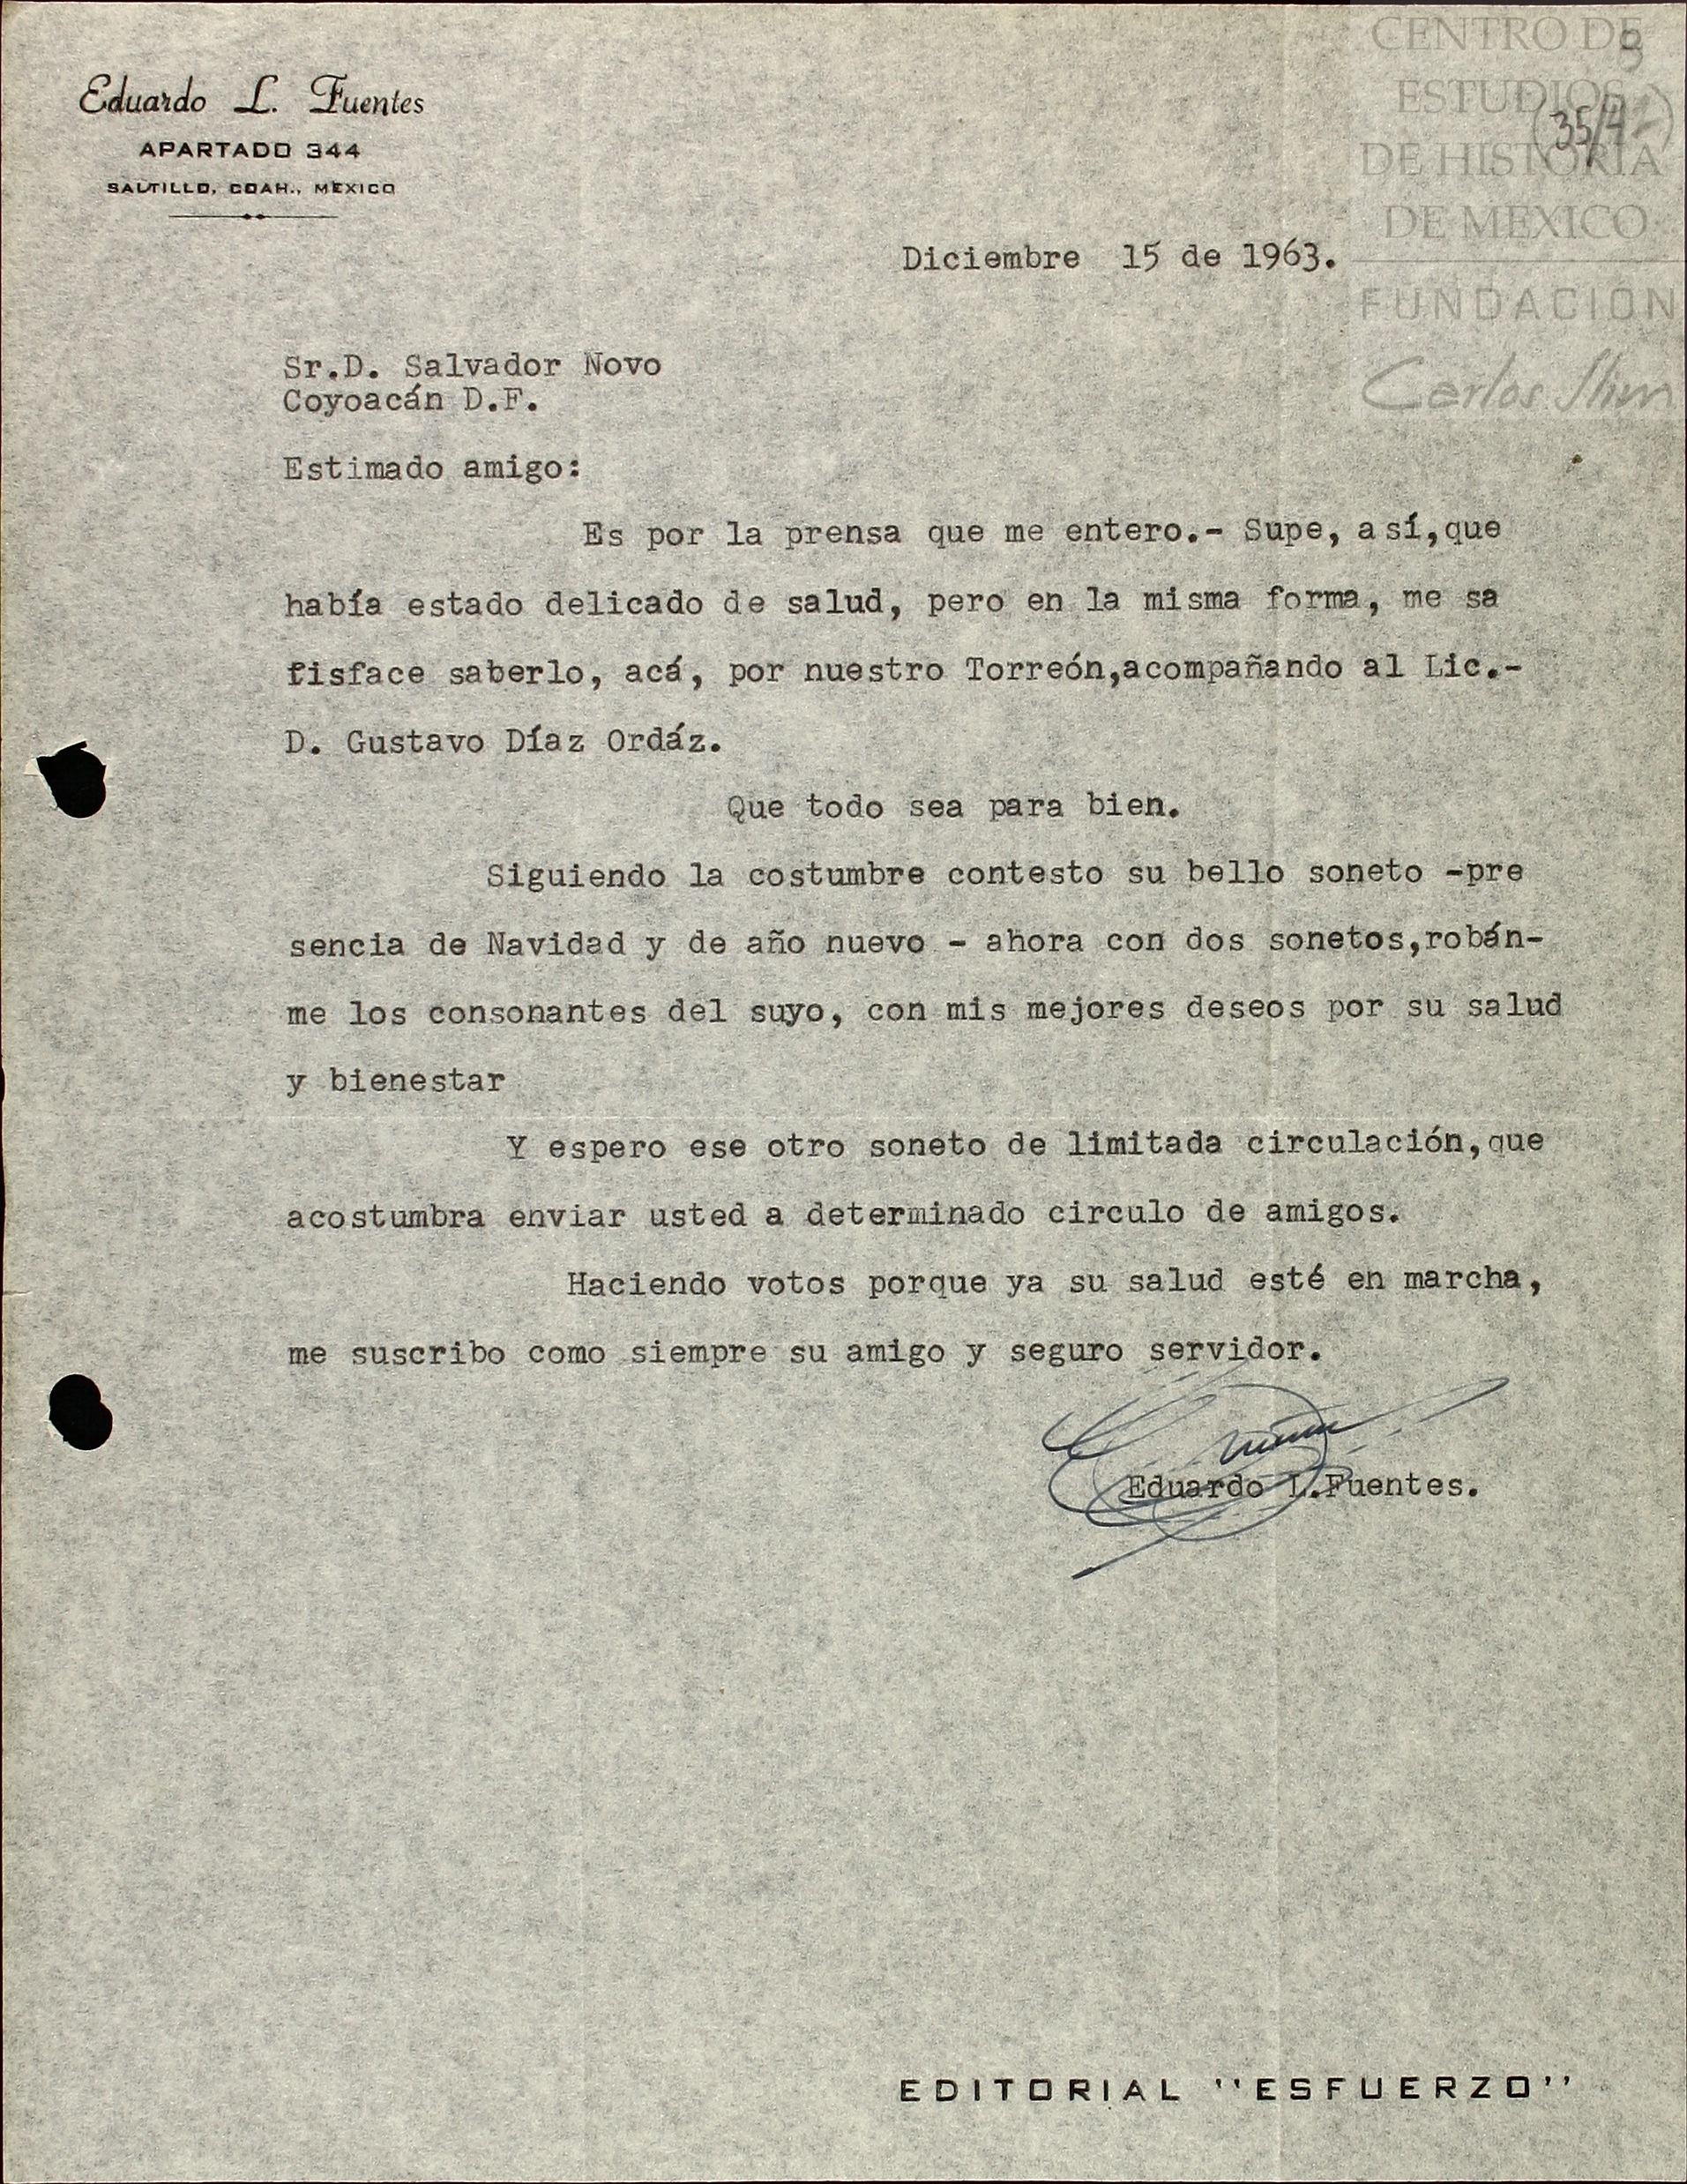 CENTRO DE
ESTUDIOS
DE HISTORIA
DE MEXICO
FUNDACIÓN
Carlos Slim
Eduardo L. Fuentes
APARTADO 344
SALTILLO, COAH., MEXICO
Diciembre 15 de 1963.
Sr.D. Salvador Novo
Coyoacán D.F.
Estimado amigo:
Es por la prensa que me entero.- Supe, así,que
había estado delicado de salud, pero en la misma forma, me sa
tisface saberlo, acá, por nuestro Torreón,acompañando al Lic.-
D. Gustavo Díaz Ordáz.
Que todo sea para bien.
Siguiendo la costumbre contesto su bello soneto -pre
sencia de Navidad y de año nuevo - ahora con dos sonetos,robán-
me los consonantes del suyo, con mis mejores deseos por su salud
y bienestar
Y espero ese otro soneto de limitada circulación,que
acostumbra enviar usted a determinado circulo de amigos.
Haciendo votos porque ya su salud esté en marcha,
me suscribo como siempre su amigo y seguro servidor.
Eduardo L.Fuentes.
EDITORIAL "ESFUERZO"